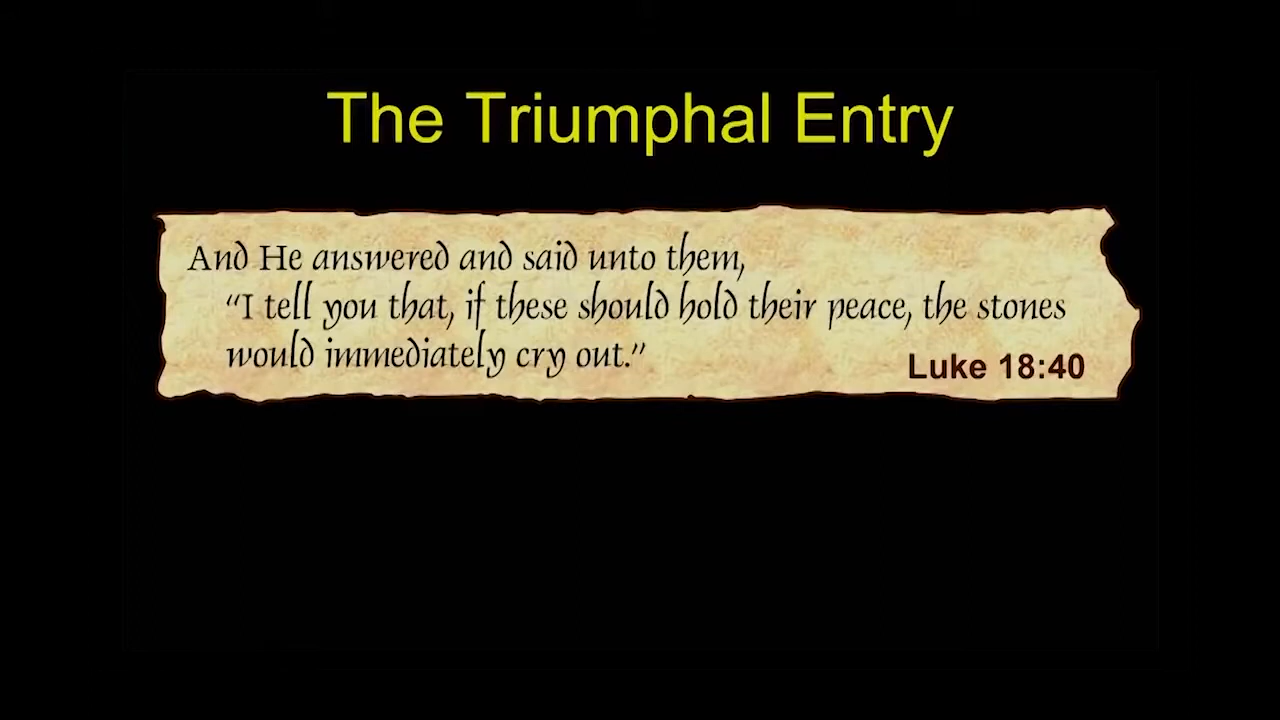 The Triumphal Entry
And He answered and said unto them,
“I tell you that, if these should hold their peace, the stones
would immediately cry out.”
Luke 18:40